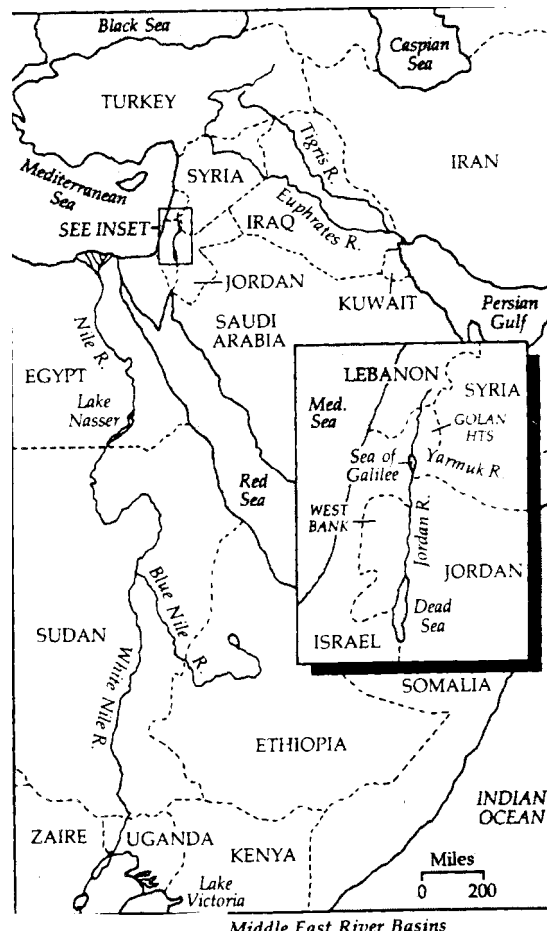 Black Sea
Caspian
Sea
TURKEY
Tigris R.
IRAN
Mediterranean
Sea
SYRIA
SEE INSET
IRAQ
Euphrates R.
JORDAN
KUWAIT
SAUDI
ARABIA
Persian
Gulf
Nile R.
EGYPT
Lake
Nasser
Red
Sea
LEBANON
SYRIA
Med.
Sea
GOLAN
HTS
Sea of
Galilee
Yarmuk R.
WEST
BANK
Jordan R.
JORDAN
Dead
Sea
ISRAEL
Blue Nile R.
SUDAN
White Nile R.
SOMALIA
ETHIOPIA
INDIAN
OCEAN
ZAIRE
UGANDA
KENYA
Lake
Victoria
Miles
0 200
Middle East River Basins